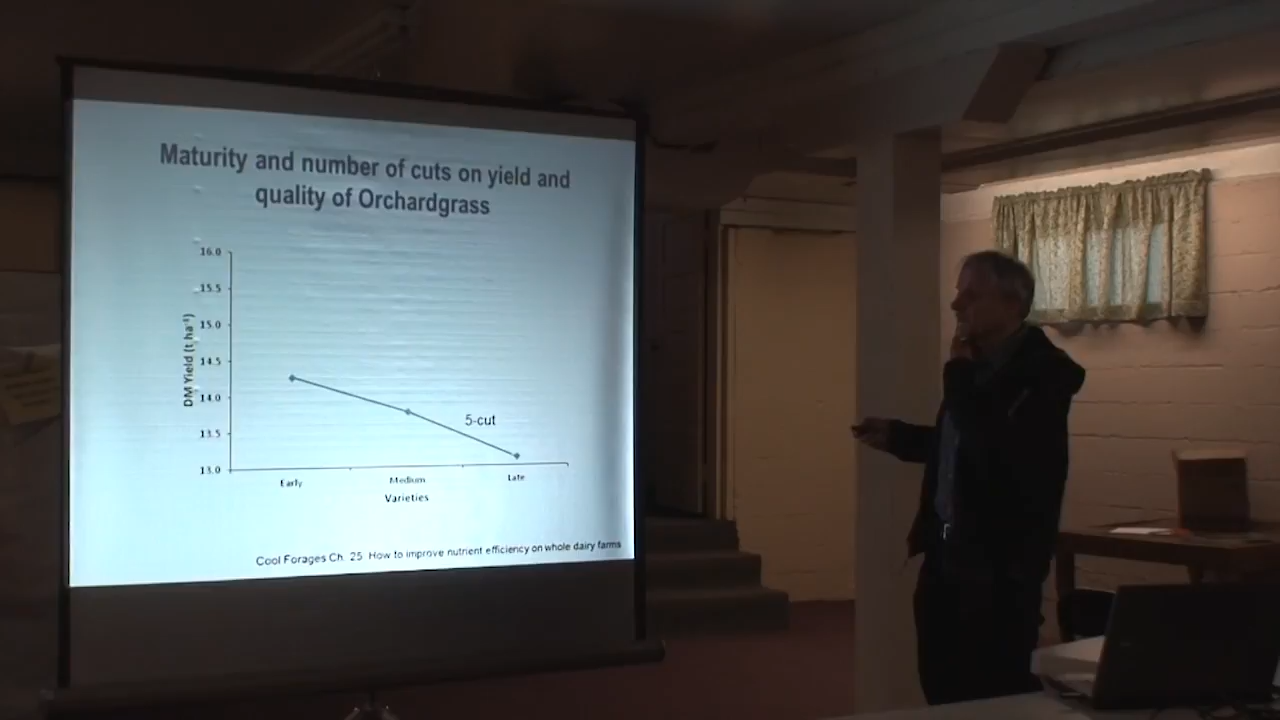 Maturity and number of cuts on yield and
quality of Orchardgrass
16.0
15.5
15.0
14.5
14.0
13.5
13.0
DM Yield (t ha⁻¹)
5-cut
Early
Medium
Late
Varieties
Cool Forages Ch. 25 How to improve nutrient efficiency on whole dairy farms